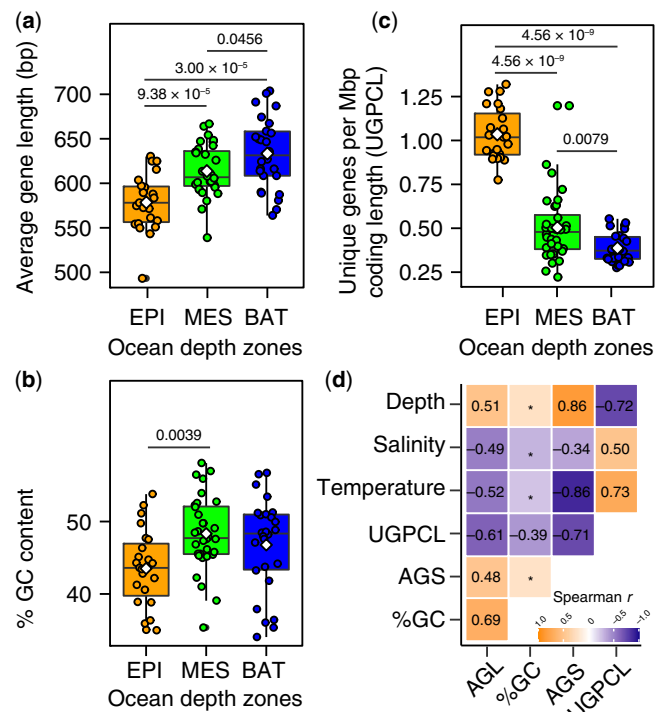 (a)
0.0456
3.00 × 10⁻⁵
9.38 × 10⁻⁵
Average gene length (bp)
700
650
600
550
500
EPI MES BAT
Ocean depth zones
(c)
4.56 × 10⁻⁹
4.56 × 10⁻⁹
0.0079
Unique genes per Mbp
coding length (UGPCL)
1.25
1.00
0.75
0.50
0.25
EPI MES BAT
Ocean depth zones
(b)
0.0039
% GC content
50
40
EPI MES BAT
Ocean depth zones
(d)
Depth 0.51 * 0.86 −0.72
Salinity −0.49 * −0.34 0.50
Temperature −0.52 * −0.86 0.73
UGPCL −0.61 −0.39 −0.71
AGS 0.48 *
%GC 0.69
Spearman r
1.0 0.5 0 −0.5 −1.0
AGL %GC AGS UGPCL